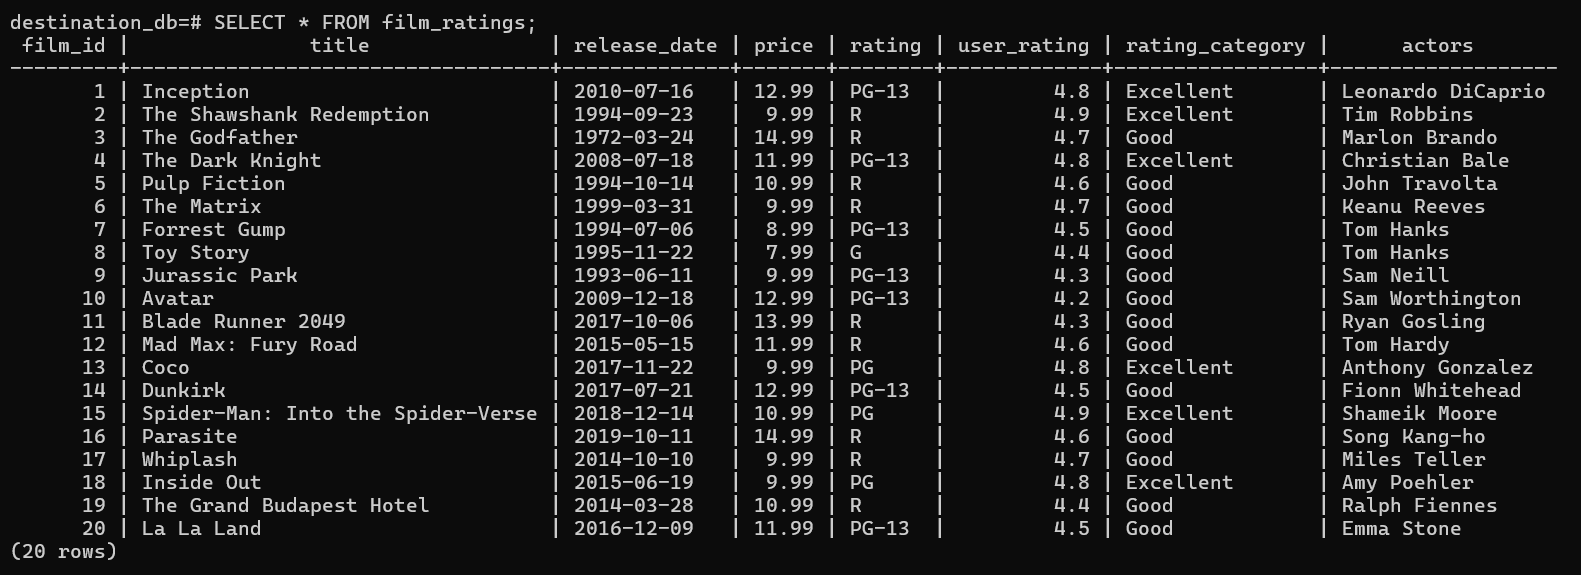 destination_db=# SELECT * FROM film_ratings;
 film_id |               title               | release_date | price | rating | user_rating | rating_category |      actors
---------+-----------------------------------+--------------+-------+--------+-------------+-----------------+-------------------
       1 | Inception                         | 2010-07-16   | 12.99 | PG-13  |         4.8 | Excellent       | Leonardo DiCaprio
       2 | The Shawshank Redemption          | 1994-09-23   |  9.99 | R      |         4.9 | Excellent       | Tim Robbins
       3 | The Godfather                     | 1972-03-24   | 14.99 | R      |         4.7 | Good            | Marlon Brando
       4 | The Dark Knight                   | 2008-07-18   | 11.99 | PG-13  |         4.8 | Excellent       | Christian Bale
       5 | Pulp Fiction                      | 1994-10-14   | 10.99 | R      |         4.6 | Good            | John Travolta
       6 | The Matrix                        | 1999-03-31   |  9.99 | R      |         4.7 | Good            | Keanu Reeves
       7 | Forrest Gump                      | 1994-07-06   |  8.99 | PG-13  |         4.5 | Good            | Tom Hanks
       8 | Toy Story                         | 1995-11-22   |  7.99 | G      |         4.4 | Good            | Tom Hanks
       9 | Jurassic Park                     | 1993-06-11   |  9.99 | PG-13  |         4.3 | Good            | Sam Neill
      10 | Avatar                            | 2009-12-18   | 12.99 | PG-13  |         4.2 | Good            | Sam Worthington
      11 | Blade Runner 2049                 | 2017-10-06   | 13.99 | R      |         4.3 | Good            | Ryan Gosling
      12 | Mad Max: Fury Road                | 2015-05-15   | 11.99 | R      |         4.6 | Good            | Tom Hardy
      13 | Coco                              | 2017-11-22   |  9.99 | PG     |         4.8 | Excellent       | Anthony Gonzalez
      14 | Dunkirk                           | 2017-07-21   | 12.99 | PG-13  |         4.5 | Good            | Fionn Whitehead
      15 | Spider-Man: Into the Spider-Verse | 2018-12-14   | 10.99 | PG     |         4.9 | Excellent       | Shameik Moore
      16 | Parasite                          | 2019-10-11   | 14.99 | R      |         4.6 | Good            | Song Kang-ho
      17 | Whiplash                          | 2014-10-10   |  9.99 | R      |         4.7 | Good            | Miles Teller
      18 | Inside Out                        | 2015-06-19   |  9.99 | PG     |         4.8 | Excellent       | Amy Poehler
      19 | The Grand Budapest Hotel          | 2014-03-28   | 10.99 | R      |         4.4 | Good            | Ralph Fiennes
      20 | La La Land                        | 2016-12-09   | 11.99 | PG-13  |         4.5 | Good            | Emma Stone
(20 rows)